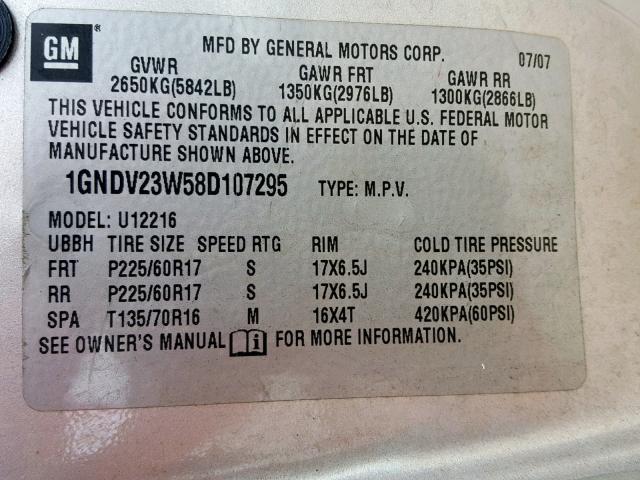 GM ®
MFD BY GENERAL MOTORS CORP. 07/07
GVWR GAWR FRT GAWR RR
2650KG(5842LB) 1350KG(2976LB) 1300KG(2866LB)
THIS VEHICLE CONFORMS TO ALL APPLICABLE U.S. FEDERAL MOTOR
VEHICLE SAFETY STANDARDS IN EFFECT ON THE DATE OF
MANUFACTURE SHOWN ABOVE.
1GNDV23W58D107295 TYPE: M.P.V.
MODEL: U12216
UBBH TIRE SIZE SPEED RTG RIM COLD TIRE PRESSURE
FRT P225/60R17 S 17X6.5J 240KPA(35PSI)
RR P225/60R17 S 17X6.5J 240KPA(35PSI)
SPA T135/70R16 M 16X4T 420KPA(60PSI)
SEE OWNER'S MANUAL i FOR MORE INFORMATION.